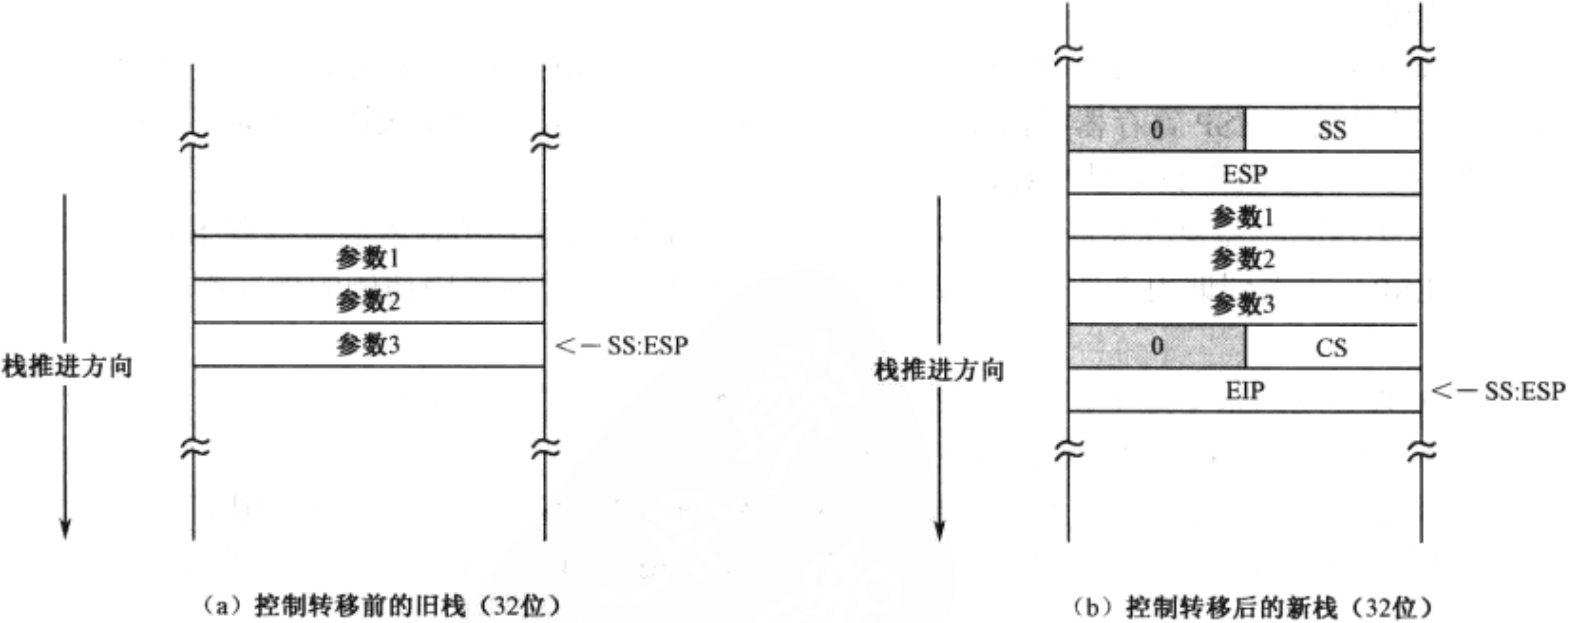 参数1
参数2
参数3
<— SS:ESP
栈推进方向
(a) 控制转移前的旧栈(32位)
0 SS
ESP
参数1
参数2
参数3
0 CS
EIP
<— SS:ESP
栈推进方向
(b) 控制转移后的新栈(32位)